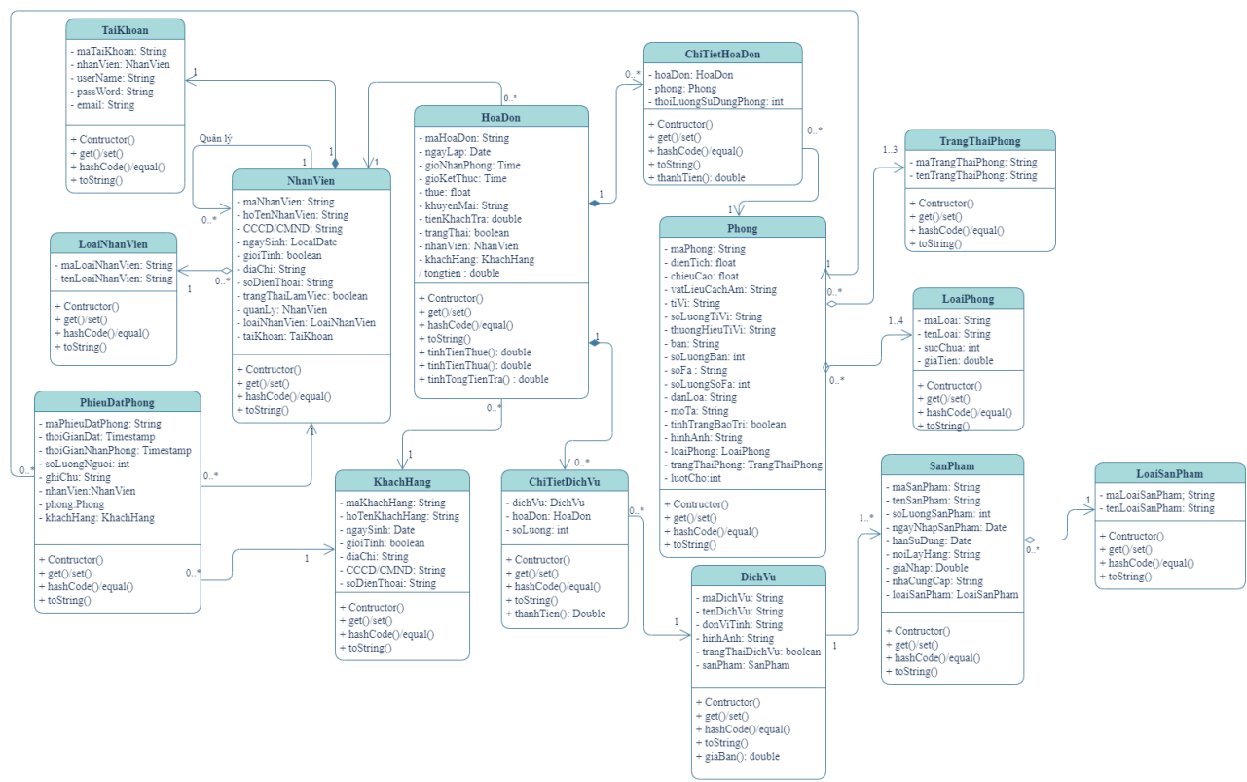 TaiKhoan
- maTaiKhoan: String
- nhanVien: NhanVien
- userName: String
- passWord: String
- email: String
+ Contructor()
+ get()/set()
+ hashCode()/equal()
+ toString()
1
1
Quản lý
1
0..*
NhanVien
- maNhanVien: String
- hoTenNhanVien: String
- CCCD/CMND: String
- ngaySinh: LocalDate
- gioiTinh: boolean
- diaChi: String
- soDienThoai: String
- trangThaiLamViec: boolean
- quanLy: NhanVien
- loaiNhanVien: LoaiNhanVien
- taiKhoan: TaiKhoan
+ Contructor()
+ get()/set()
+ hashCode()/equal()
+ toString()
LoaiNhanVien
- maLoaiNhanVien: String
- tenLoaiNhanVien: String
+ Contructor()
+ get()/set()
+ hashCode()/equal()
+ toString()
1
0..*
PhieuDatPhong
- maPhieuDatPhong: String
- thoiGianDat: Timestamp
- thoiGianNhanPhong: Timestamp
- soLuongNguoi: int
- ghiChu: String
- nhanVien:NhanVien
- phong:Phong
- khachHang: KhachHang
+ Contructor()
+ get()/set()
+ hashCode()/equal()
+ toString()
0..*
0..*
1
0..*
1
HoaDon
- maHoaDon: String
- ngayLap: Date
- gioNhanPhong: Time
- gioKetThuc: Time
- thue: float
- khuyenMai: String
- tienKhachTra: double
- trangThai: boolean
- nhanVien: NhanVien
- khachHang: KhachHang
/ tongtien : double
+ Contructor()
+ get()/set()
+ hashCode()/equal()
+ toString()
+ tinhTienThue(): double
+ tinhTienThua(): double
+ tinhTongTienTra() : double
0..*
1
1
0..*
1
0..*
0..*
1
KhachHang
- maKhachHang: String
- hoTenKhachHang: String
- ngaySinh: Date
- gioiTinh: boolean
- diaChi: String
- CCCD/CMND: String
- soDienThoai: String
+ Contructor()
+ get()/set()
+ hashCode()/equal()
+ toString()
ChiTietDichVu
- dichVu: DichVu
- hoaDon: HoaDon
- soLuong: int
+ Contructor()
+ get()/set()
+ hashCode()/equal()
+ toString()
+ thanhTien(): Double
0..*
1
ChiTietHoaDon
- hoaDon: HoaDon
- phong: Phong
- thoiLuongSuDungPhong: int
+ Contructor()
+ get()/set()
+ hashCode()/equal()
+ toString()
+ thanhTien(): double
0..*
1
Phong
- maPhong: String
- dienTich: float
- chieuCao: float
- vatLieuCachAm: String
- tiVi: String
- soLuongTiVi: String
- thuongHieuTiVi: String
- ban: String
- soLuongBan: int
- soFa : String
- soLuongSoFa: int
- danLoa: String
- moTa: String
- tinhTrangBaoTri: boolean
- hinhAnh: String
- loaiPhong: LoaiPhong
- trangThaiPhong: TrangThaiPhong
- luotCho:int
+ Contructor()
+ get()/set()
+ hashCode()/equal()
+ toString()
1
0..*
1..3
0..*
1..4
TrangThaiPhong
- maTrangThaiPhong: String
- tenTrangThaiPhong: String
+ Contructor()
+ get()/set()
+ hashCode()/equal()
+ toString()
LoaiPhong
- maLoai: String
- tenLoai: String
- sucChua: int
- giaTien: double
+ Contructor()
+ get()/set()
+ hashCode()/equal()
+ toString()
DichVu
- maDichVu: String
- tenDichVu: String
- donViTinh: String
- hinhAnh: String
- trangThaiDichVu: boolean
- sanPham: SanPham
+ Contructor()
+ get()/set()
+ hashCode()/equal()
+ toString()
+ giaBan(): double
1
1..*
SanPham
- maSanPham: String
- tenSanPham: String
- soLuongSanPham: int
- ngayNhapSanPham: Date
- hanSuDung: Date
- noiLayHang: String
- giaNhap: Double
- nhaCungCap: String
- loaiSanPham: LoaiSanPham
+ Contructor()
+ get()/set()
+ hashCode()/equal()
+ toString()
0..*
1
LoaiSanPham
- maLoaiSanPham; String
- tenLoaiSanPham: String
+ Contructor()
+ get()/set()
+ hashCode()/equal()
+ toString()